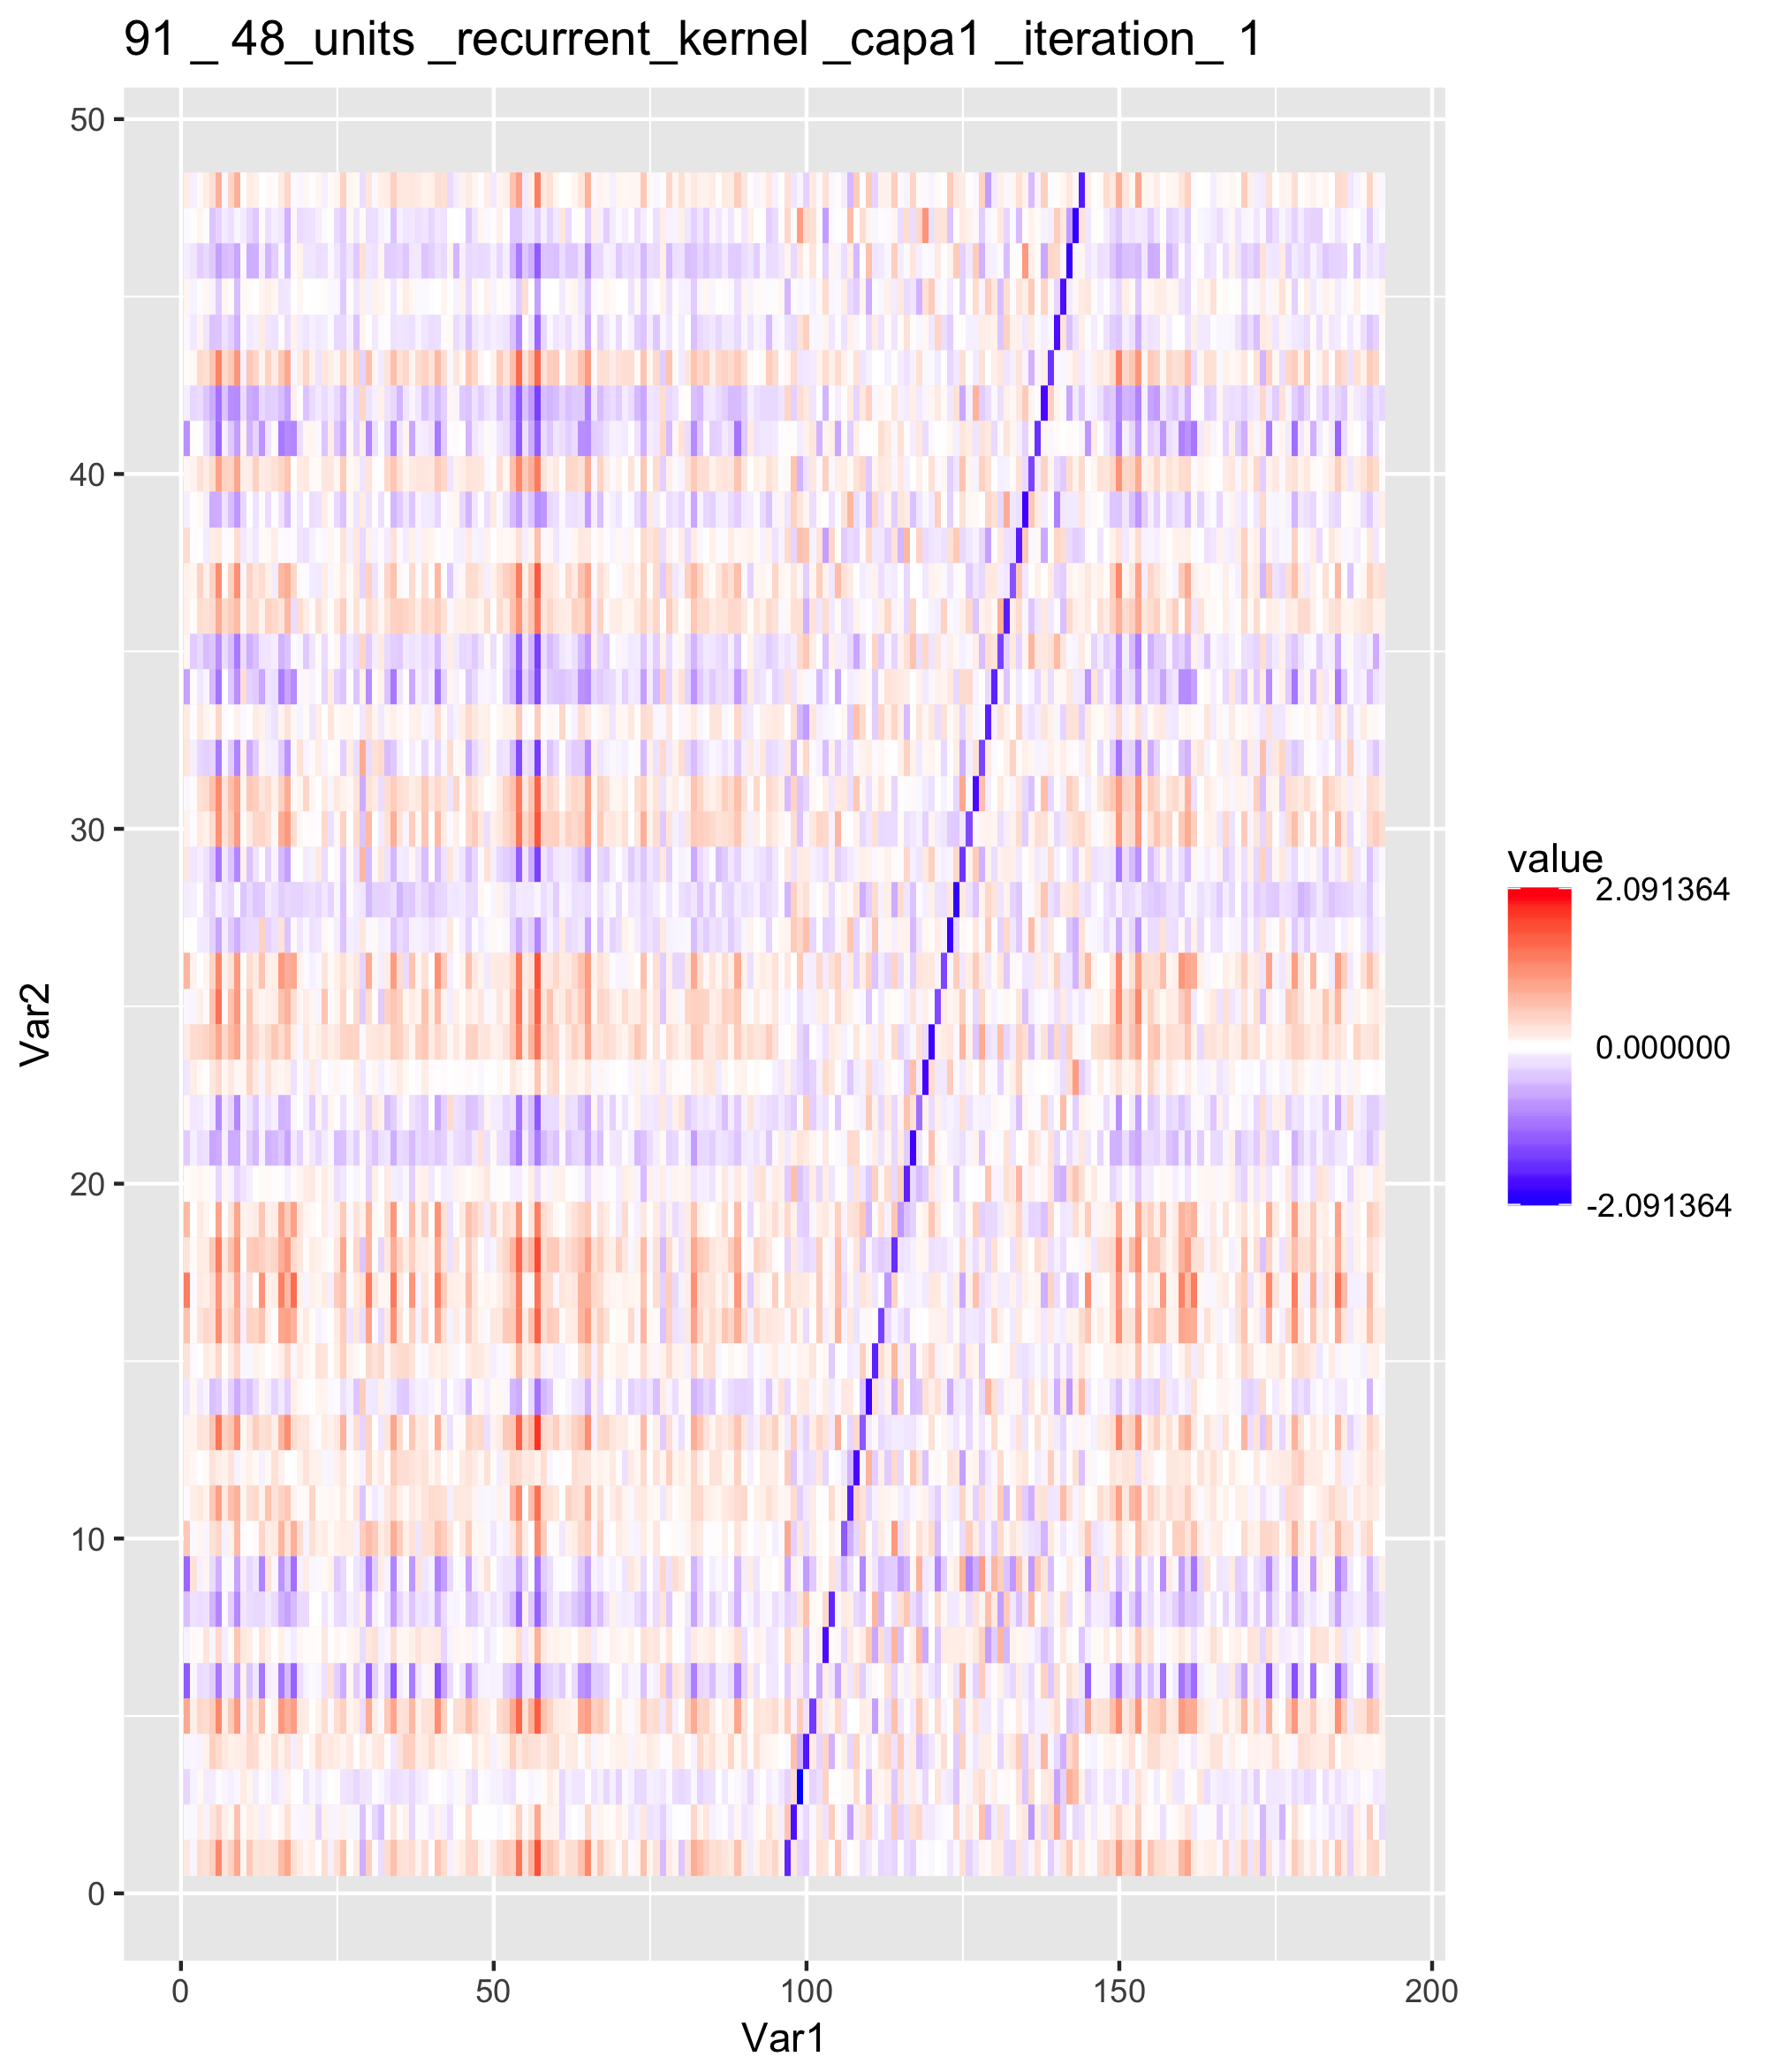 91 _ 48_units _recurrent_kernel _capa1 _iteration_ 1
50
40
30
20
10
0
Var2
0 50 100 150 200
Var1
value
2.091364
0.000000
-2.091364